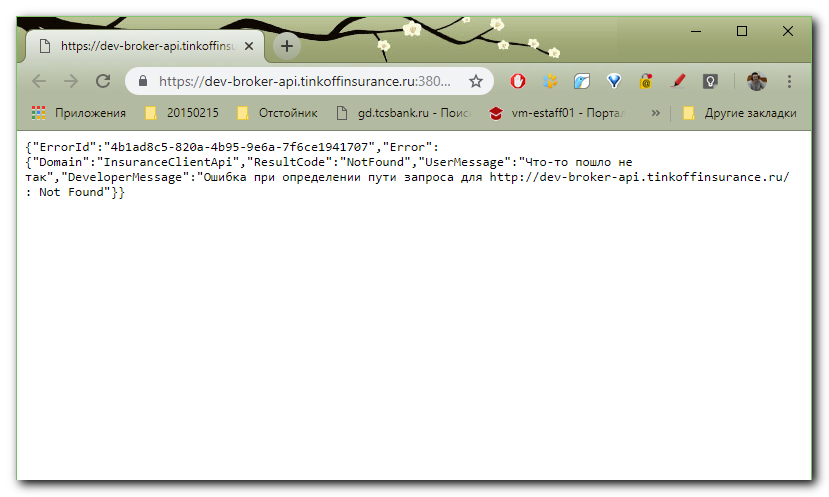 https://dev-broker-api.tinkoffinsu
https://dev-broker-api.tinkoffinsurance.ru:380...
Приложения 20150215 Отстойник gd.tcsbank.ru - Поис vm-estaff01 - Портал » Другие закладки
{"ErrorId":"4b1ad8c5-820a-4b95-9e6a-7f6ce1941707","Error":
{"Domain":"InsuranceClientApi","ResultCode":"NotFound","UserMessage":"Что-то пошло не
так","DeveloperMessage":"Ошибка при определении пути запроса для http://dev-broker-api.tinkoffinsurance.ru/
: Not Found"}}